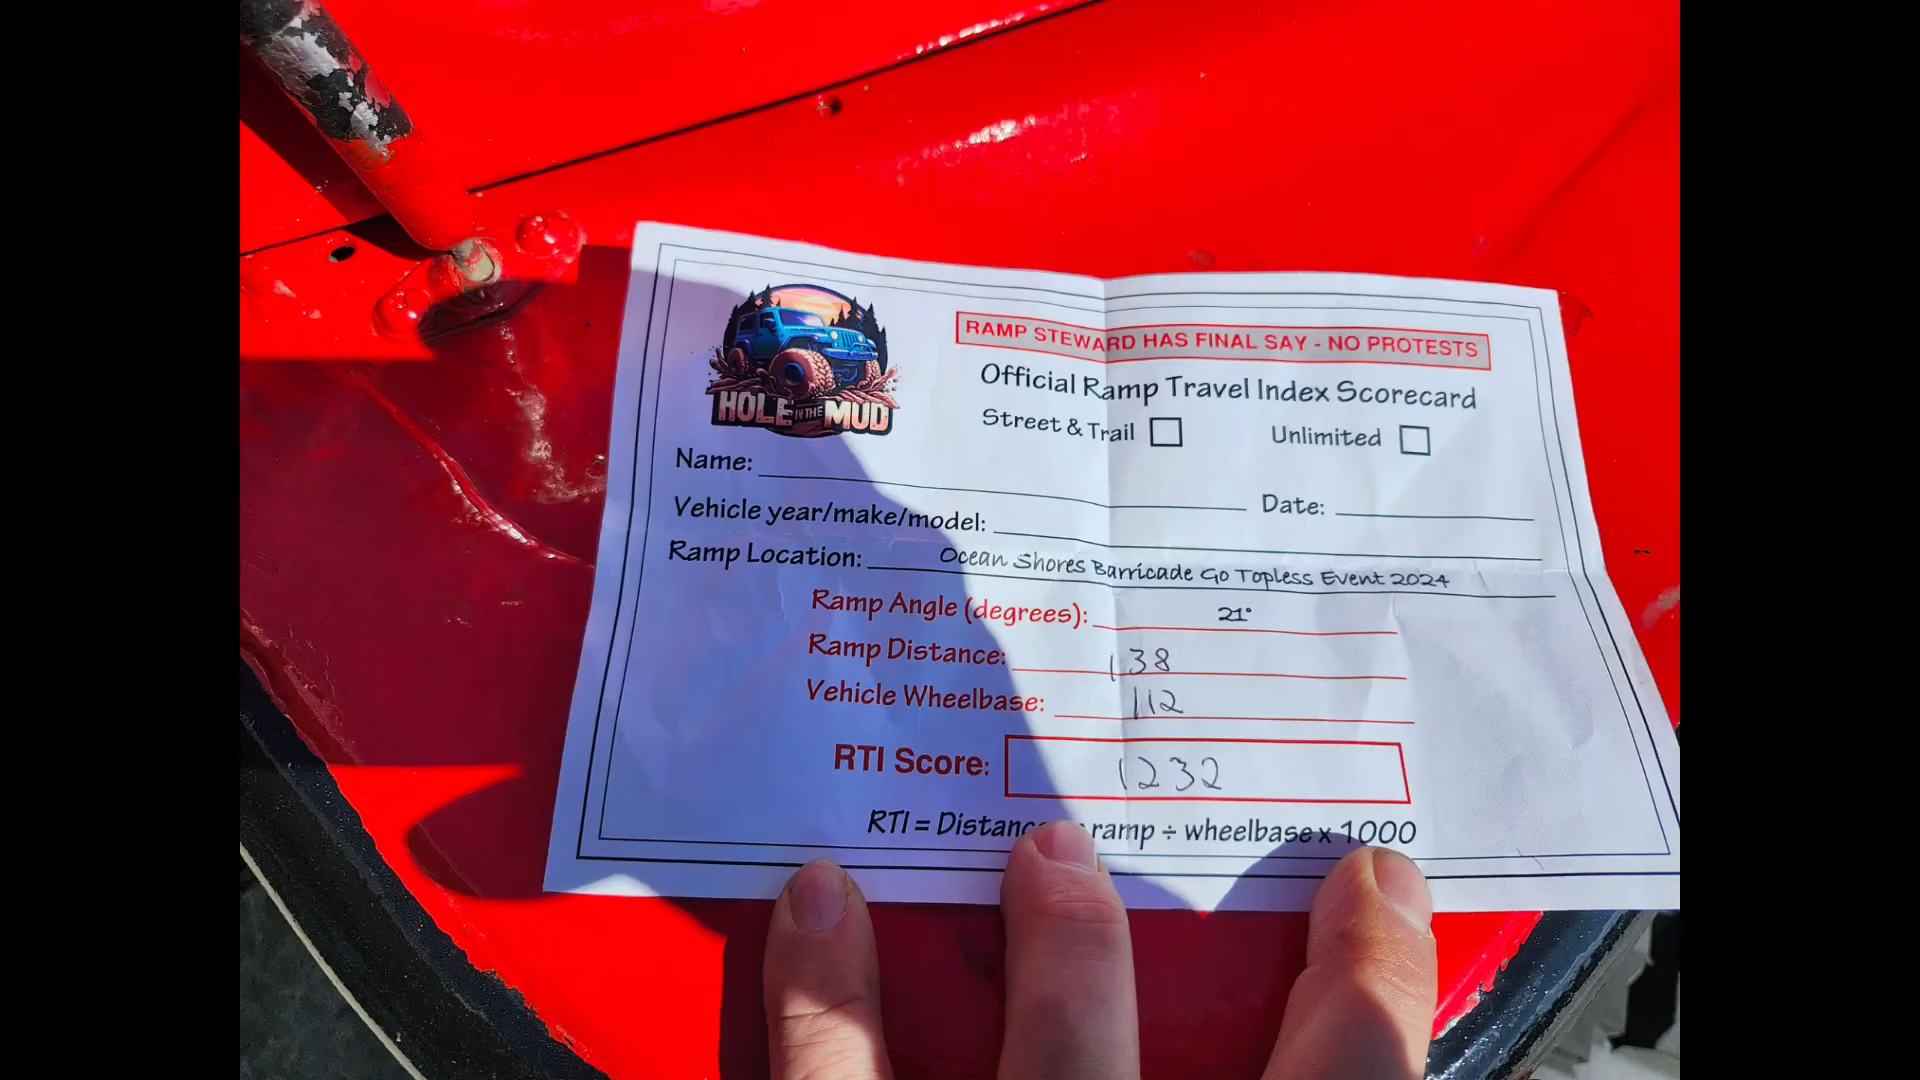 HOLE IN THE MUD
RAMP STEWARD HAS FINAL SAY - NO PROTESTS
Official Ramp Travel Index Scorecard
Street & Trail Unlimited
Name: Date:
Vehicle year/make/model:
Ramp Location: Ocean Shores Barricade Go Topless Event 2024
Ramp Angle (degrees): 21°
Ramp Distance: 138
Vehicle Wheelbase: 112
RTI Score: 1232
RTI = Distance ramp ÷ wheelbase x 1000